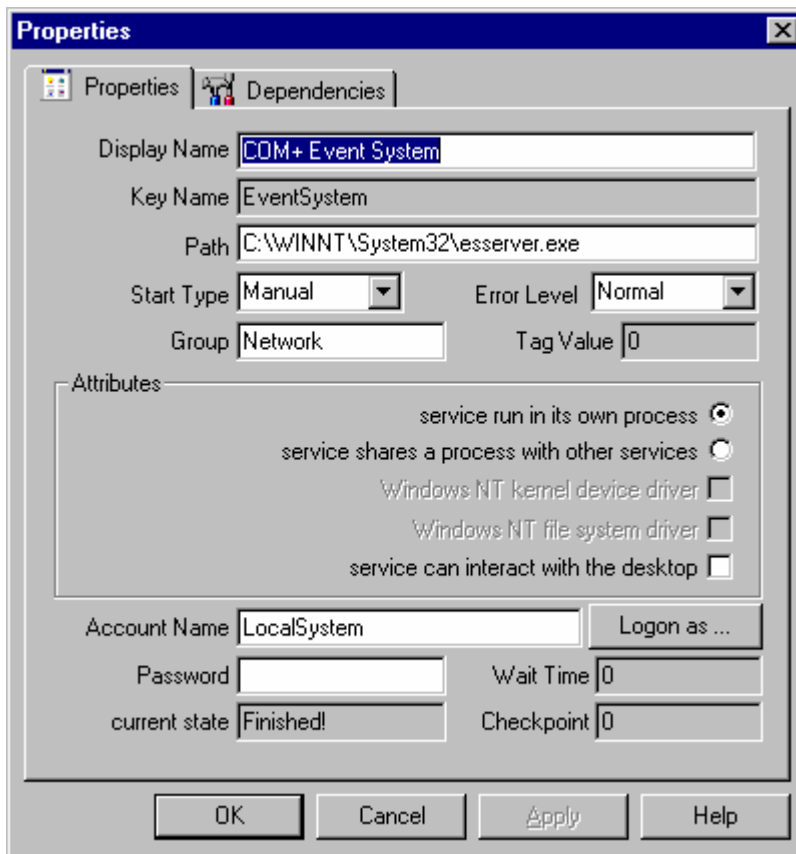 Properties
Properties Dependencies
Display Name COM+ Event System
Key Name EventSystem
Path C:\WINNT\System32\esserver.exe
Start Type Manual Error Level Normal
Group Network Tag Value 0
Attributes
service run in its own process
service shares a process with other services
Windows NT kernel device driver
Windows NT file system driver
service can interact with the desktop
Account Name LocalSystem Logon as ...
Password Wait Time 0
current state Finished! Checkpoint 0
OK Cancel Apply Help